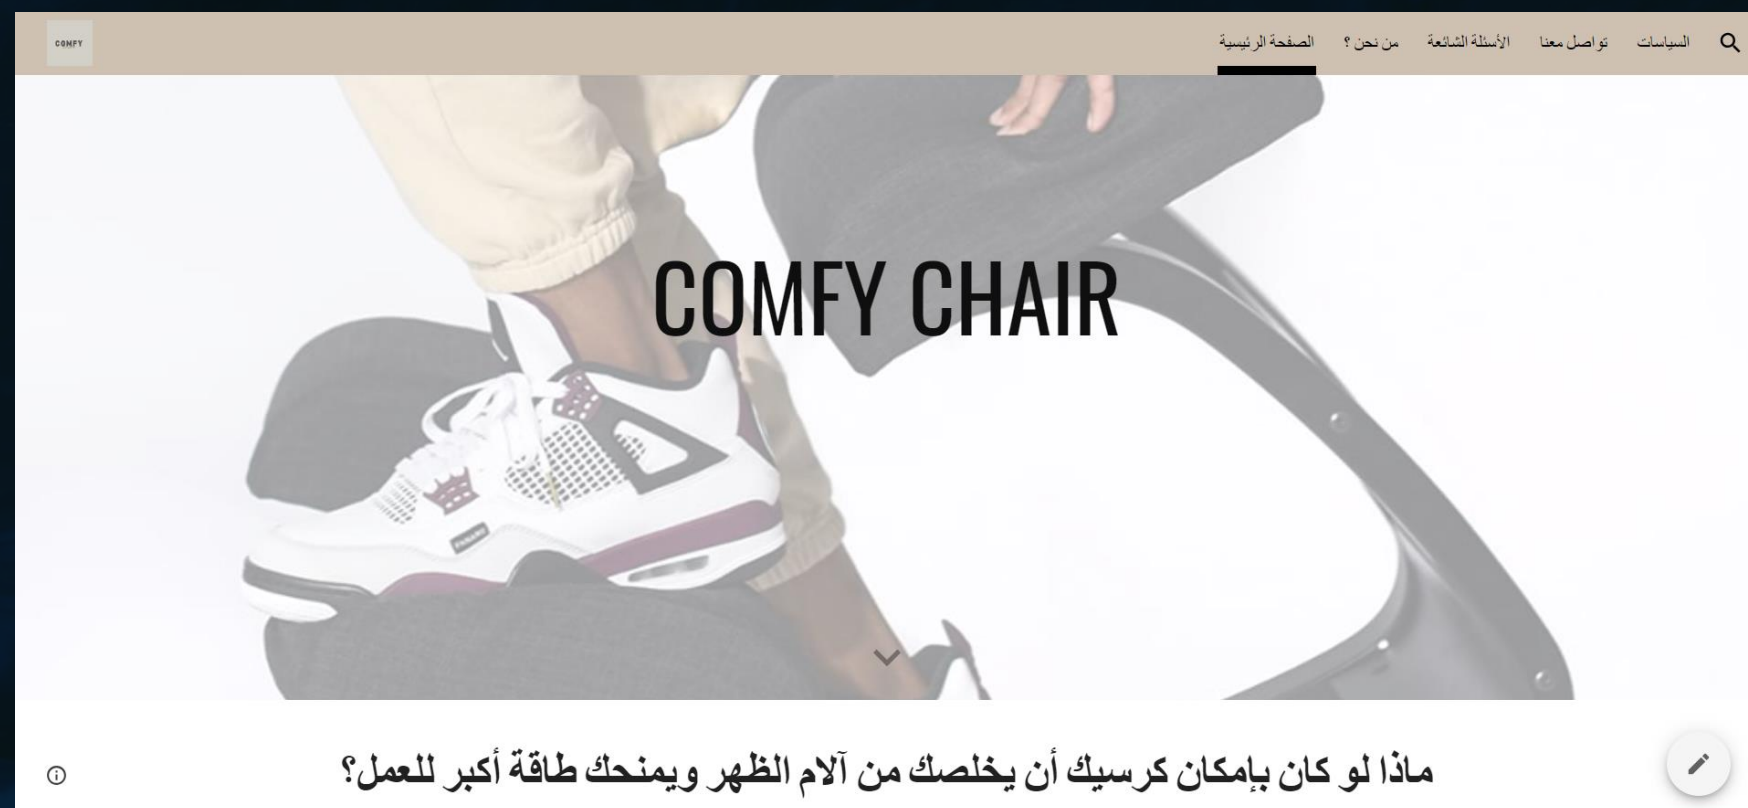 COMFY
الصفحة الرئيسية
من نحن ؟
الأسئلة الشائعة
تواصل معنا
السياسات
COMFY CHAIR
ماذا لو كان بإمكان كرسيك أن يخلصك من آلام الظهر ويمنحك طاقة أكبر للعمل؟